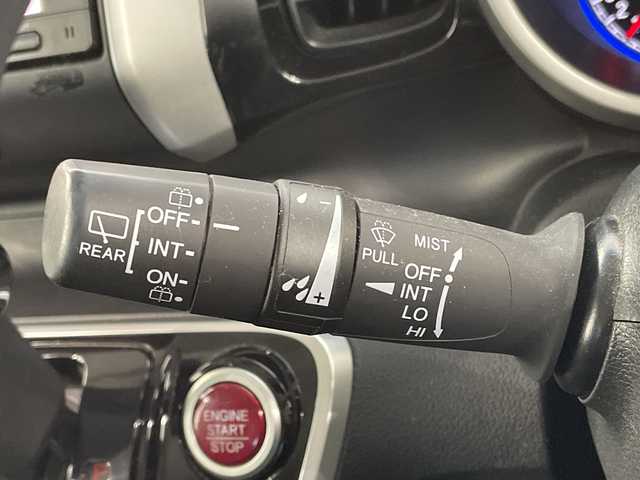 OFF
REAR
INT
ON
PULL
MIST
OFF
INT
LO
HI
ENGINE
START
STOP